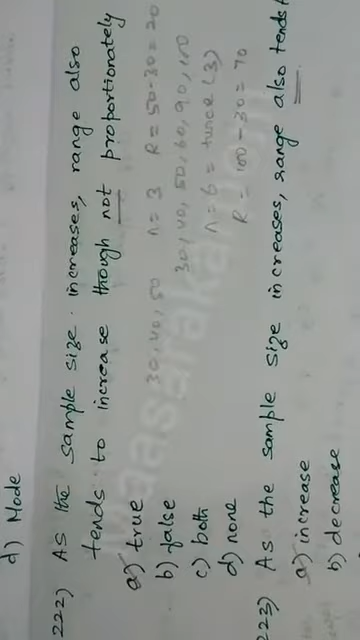 d) Mode
222) As the sample size increases, range also
tends to increase though not proportionately
a) true
30, 40, 50 n = 3 R = 50-30 = 20
b) false
30, 40, 50, 60, 90, 100
c) both
n = 6 = twice (3)
d) none
R = 100 - 30 = 70
23) As the sample size increases, range also tends
a) increase
b) decrease